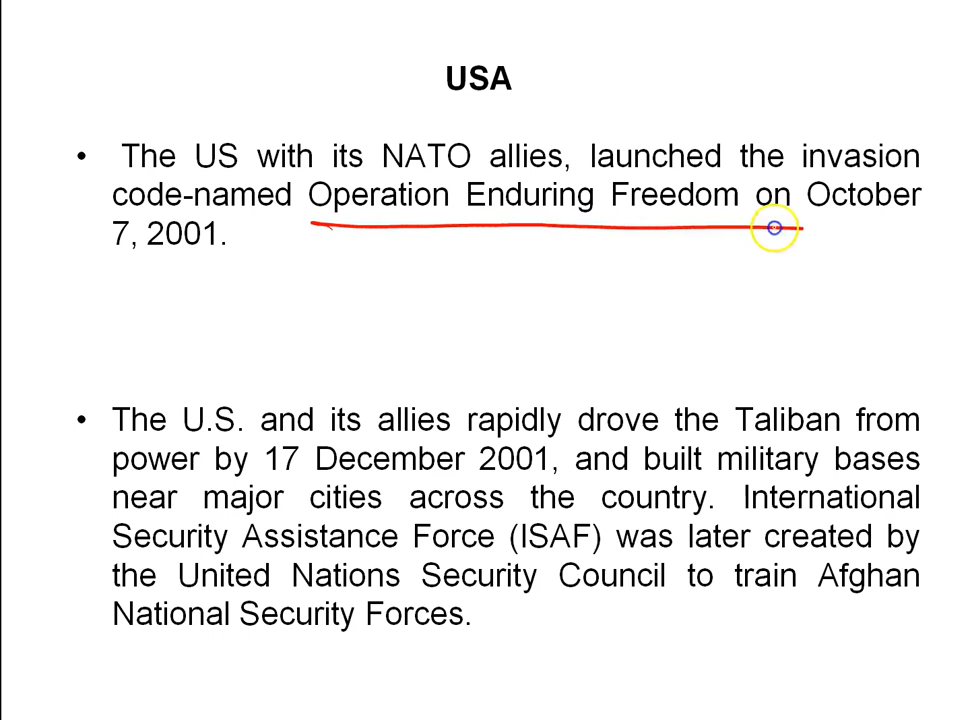 USA
• The US with its NATO allies, launched the invasion
code-named Operation Enduring Freedom on October
7, 2001.
• The U.S. and its allies rapidly drove the Taliban from
power by 17 December 2001, and built military bases
near major cities across the country. International
Security Assistance Force (ISAF) was later created by
the United Nations Security Council to train Afghan
National Security Forces.